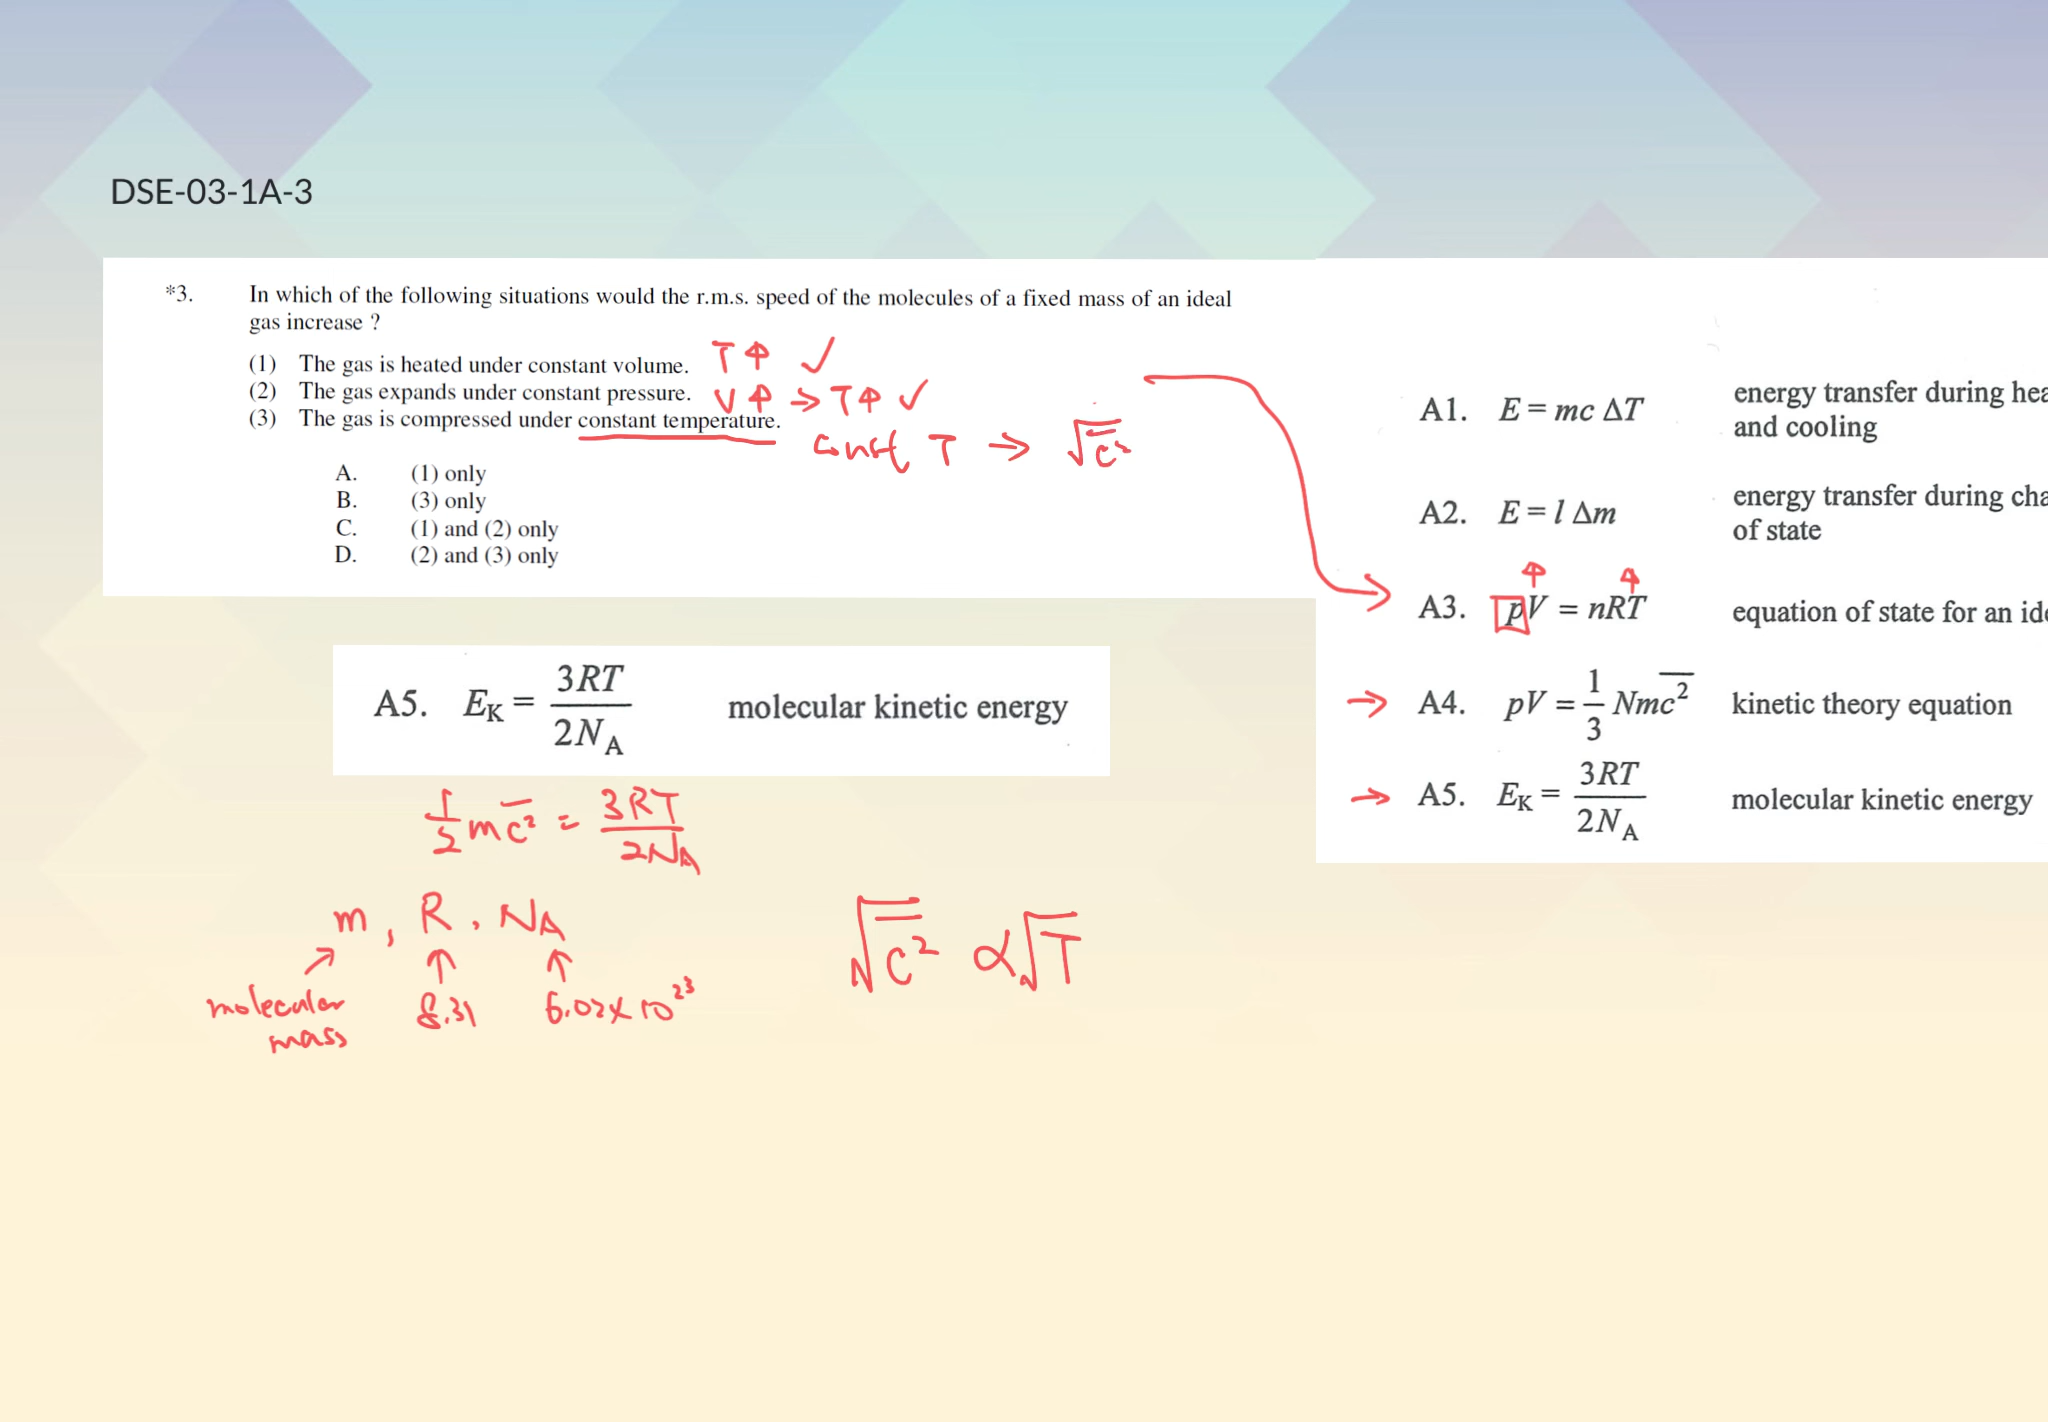 DSE-03-1A-3
*3. In which of the following situations would the r.m.s. speed of the molecules of a fixed mass of an ideal
gas increase ?
(1) The gas is heated under constant volume. T↑ ✓
(2) The gas expands under constant pressure. V↑ → T↑ ✓
(3) The gas is compressed under constant temperature.
const T → √c²
A. (1) only
B. (3) only
C. (1) and (2) only
D. (2) and (3) only
A5. E_K = 3RT / 2N_A molecular kinetic energy
½ m c̅² = 3RT / 2NA
m, R, NA
molecular
mass
8.31
6.02 × 10²³
√c̅² ∝ √T
A1. E = mc ΔT energy transfer during hea
and cooling
A2. E = l Δm energy transfer during cha
of state
A3. pV = nRT equation of state for an ide
A4. pV = 1/3 Nmc̅² kinetic theory equation
A5. E_K = 3RT / 2N_A molecular kinetic energy